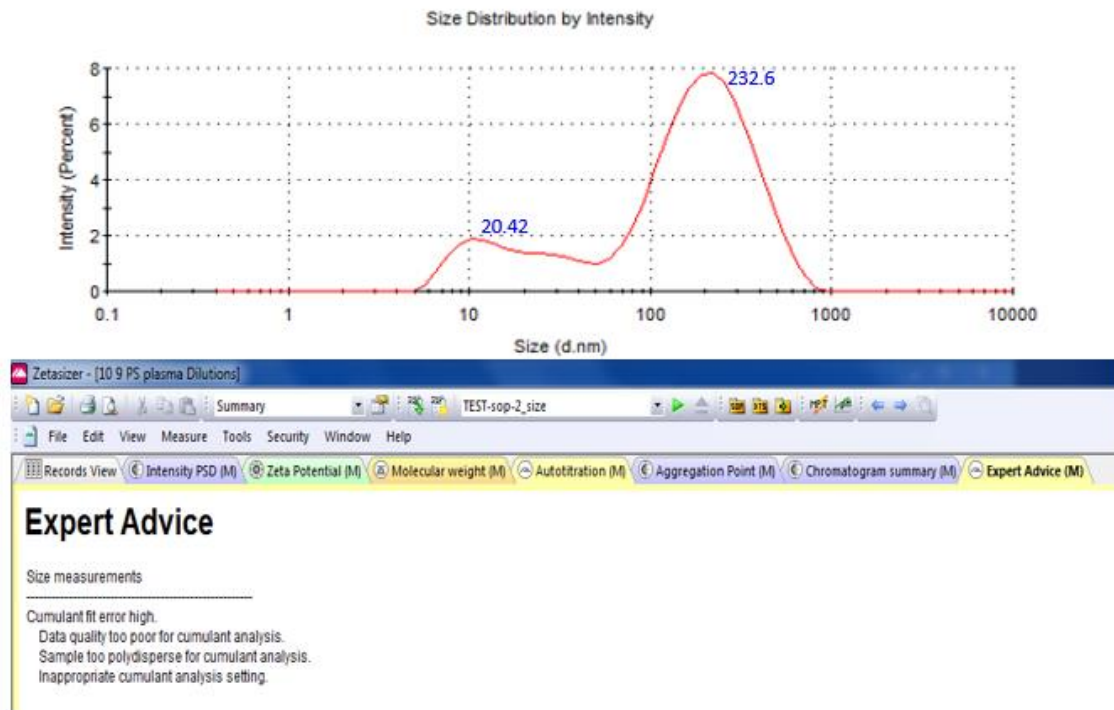 Size Distribution by Intensity
8
232.6
6
Intensity (Percent)
4
20.42
2
0
0.1 1 10 100 1000 10000
Size (d.nm)
Zetasizer - [10 9 PS plasma Dilutions]
Summary TEST-sop-2_size
File Edit View Measure Tools Security Window Help
Records View Intensity PSD (M) Zeta Potential (M) Molecular weight (M) Autotitration (M) Aggregation Point (M) Chromatogram summary (M) Expert Advice (M)
Expert Advice
Size measurements
Cumulant fit error high.
Data quality too poor for cumulant analysis.
Sample too polydisperse for cumulant analysis.
Inappropriate cumulant analysis setting.